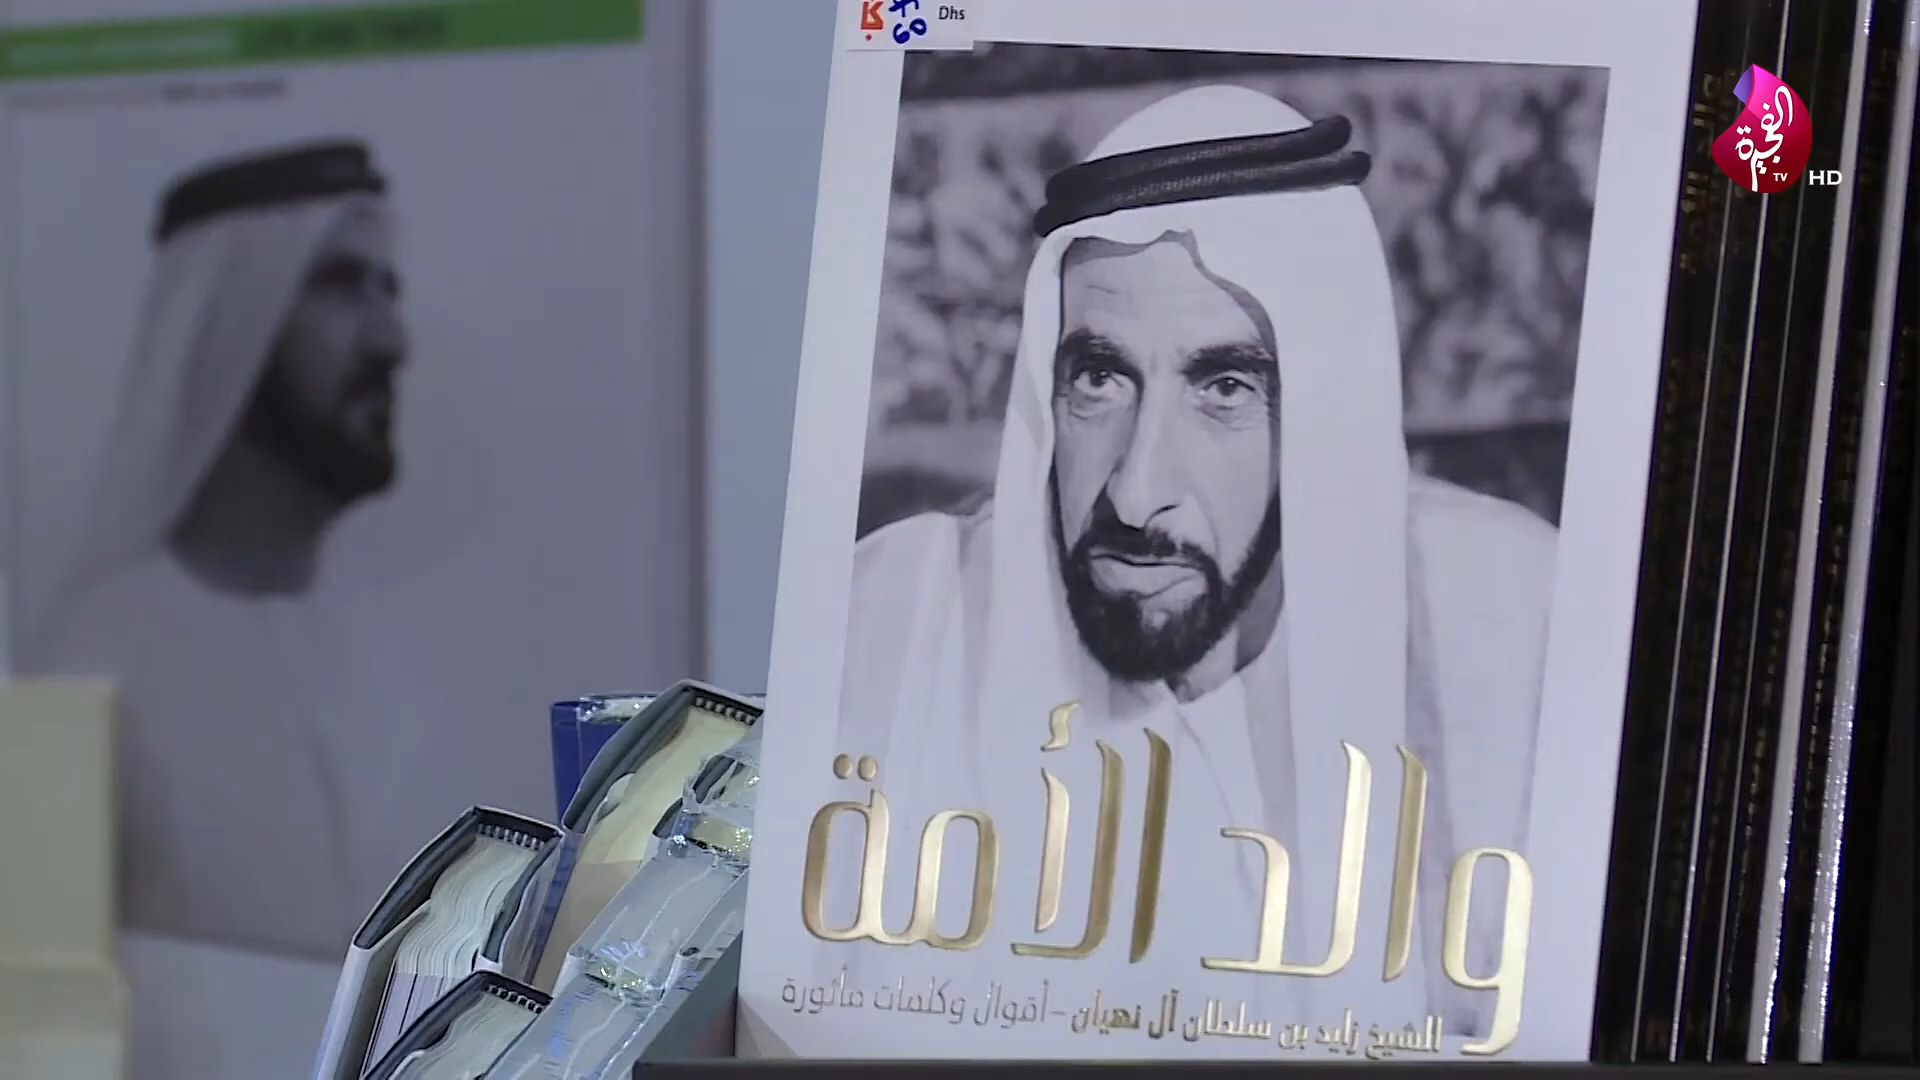 60 Dhs
الفجيرة
TV HD
والد الأمة
الشيخ زايد بن سلطان آل نهيان - أقوال وكلمات مأثورة